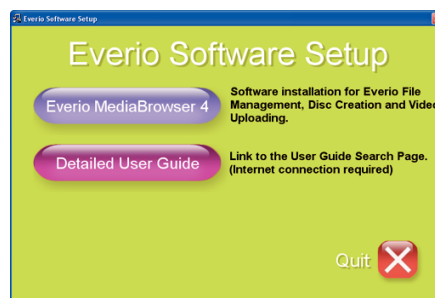 Everio Software Setup
Everio Software Setup
Everio MediaBrowser 4
Software installation for Everio File
Management, Disc Creation and Video
Uploading.
Detailed User Guide
Link to the User Guide Search Page.
(Internet connection required)
Quit